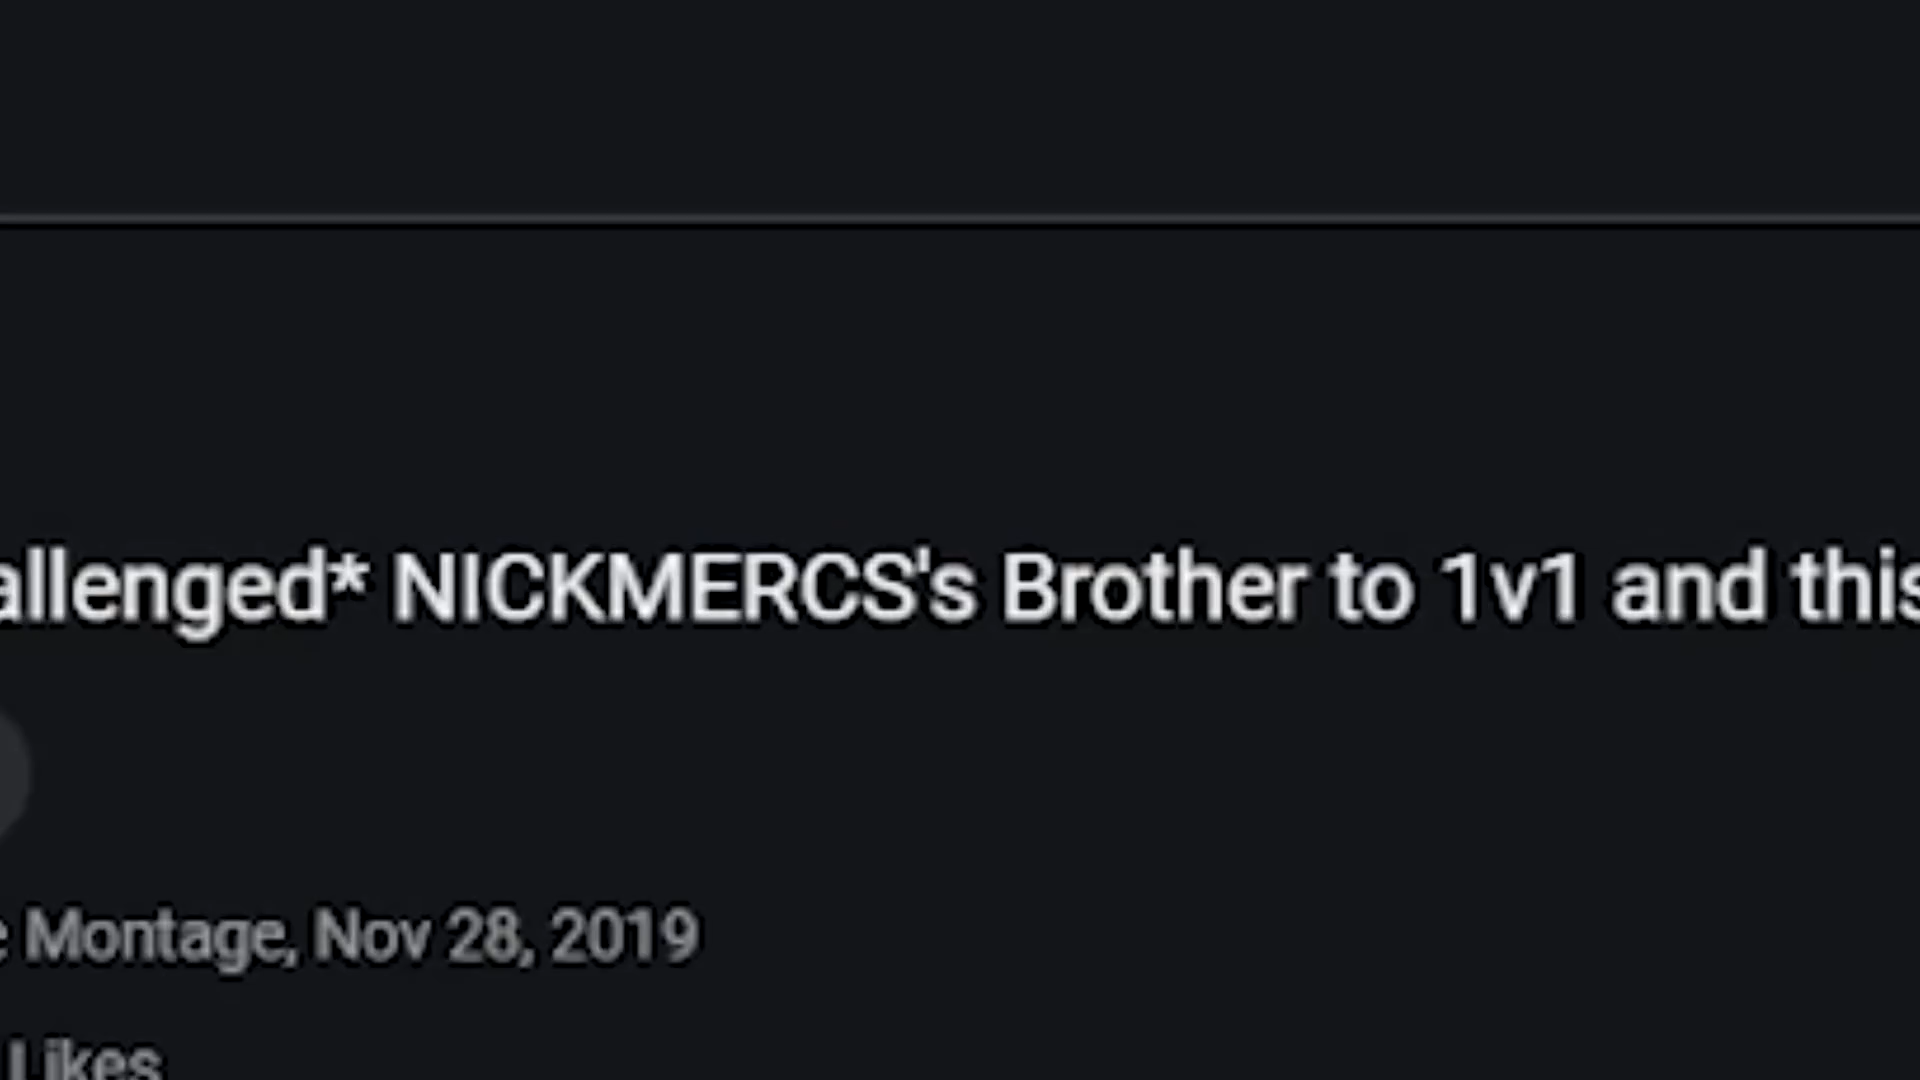 allenged* NICKMERCS's Brother to 1v1 and this
Montage, Nov 28, 2019
Likes